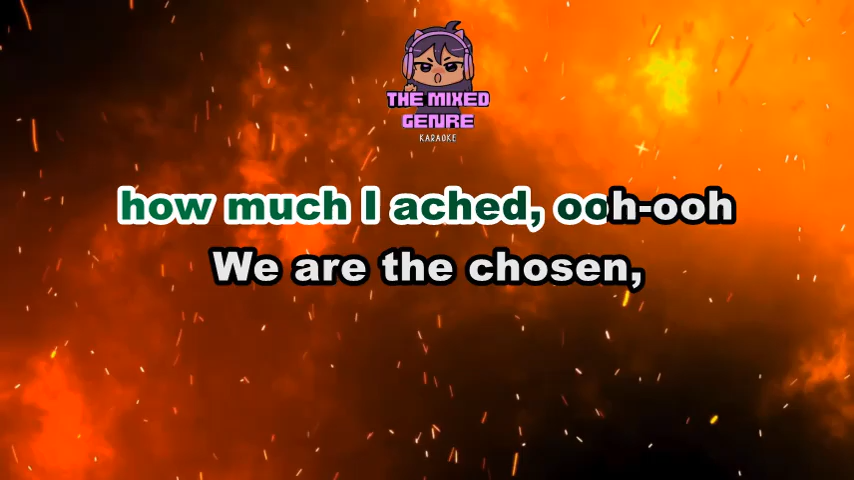 THE MIXED
GENRE
KARAOKE
how much I ached, ooh-ooh
We are the chosen,